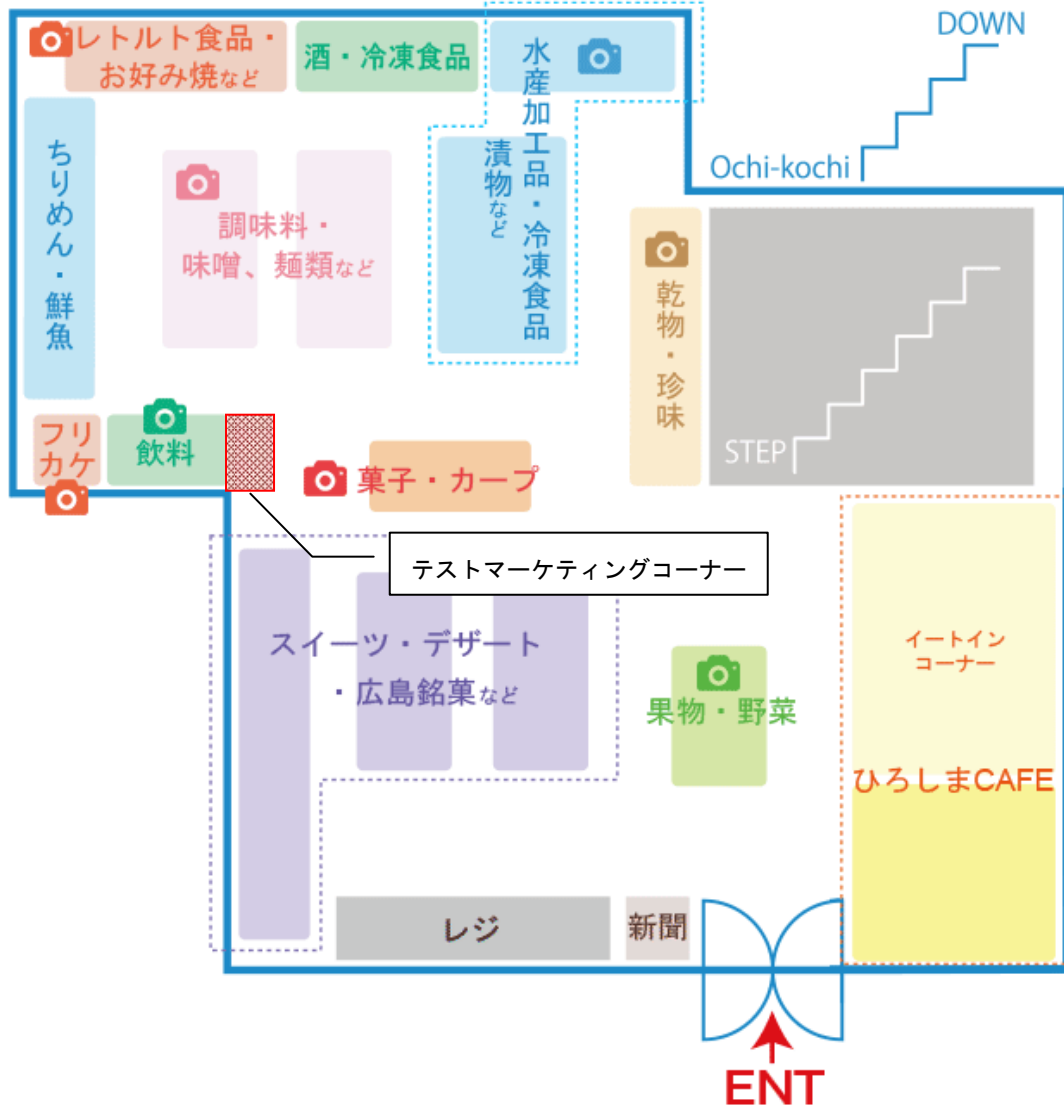 DOWN
レトルト食品・
お好み焼など
酒・冷凍食品
水産加工品・冷凍食品
漬物など
Ochi-kochi
ちりめん・鮮魚
調味料・
味噌、麺類など
乾物・珍味
STEP
フリ
カケ
飲料
菓子・カープ
テストマーケティングコーナー
スイーツ・デザート
・広島銘菓など
イートイン
コーナー
果物・野菜
ひろしまCAFE
レジ
新聞
ENT